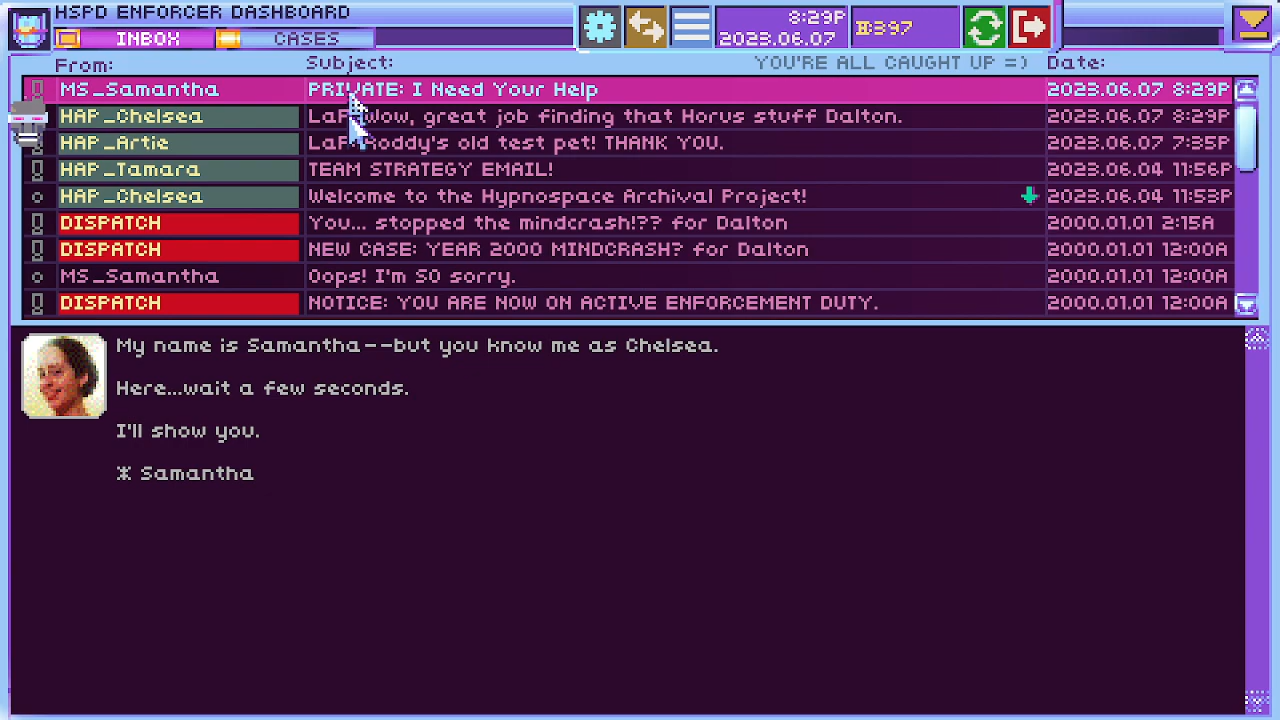 HSPD ENFORCER DASHBOARD
INBOX CASES
8:29P
2023.06.07
397
From: Subject: YOU'RE ALL CAUGHT UP =) Date:
MS_Samantha PRIVATE: I Need Your Help 2023.06.07 8:29P
HAP_Chelsea Wow, great job finding that Horus stuff Dalton. 2023.06.07 8:29P
HAP_Artie old test pet! THANK YOU. 2023.06.07 7:35P
HAP_Tamara TEAM STRATEGY EMAIL! 2023.06.04 11:56P
HAP_Chelsea Welcome to the Hypnospace Archival Project! 2023.06.04 11:53P
DISPATCH You... stopped the mindcrash!?? for Dalton 2000.01.01 2:15A
DISPATCH NEW CASE: YEAR 2000 MINDCRASH? for Dalton 2000.01.01 12:00A
MS_Samantha Oops! I'm SO sorry. 2000.01.01 12:00A
DISPATCH NOTICE: YOU ARE NOW ON ACTIVE ENFORCEMENT DUTY. 2000.01.01 12:00A
My name is Samantha--but you know me as Chelsea.
Here...wait a few seconds.
I'll show you.
* Samantha